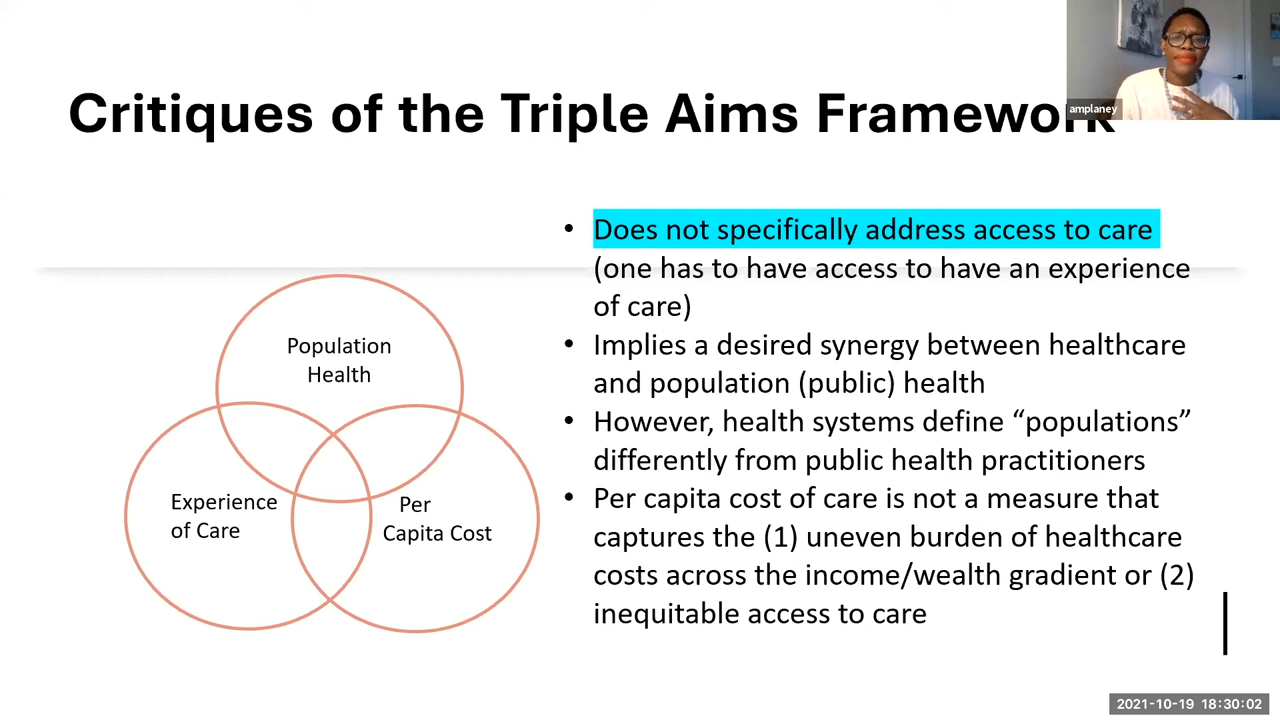 amplaney
Critiques of the Triple Aims Framework
• Does not specifically address access to care
(one has to have access to have an experience
of care)
• Implies a desired synergy between healthcare
and population (public) health
• However, health systems define “populations”
differently from public health practitioners
• Per capita cost of care is not a measure that
captures the (1) uneven burden of healthcare
costs across the income/wealth gradient or (2)
inequitable access to care
Population
Health
Experience
of Care
Per
Capita Cost
2021-10-19 18:30:02